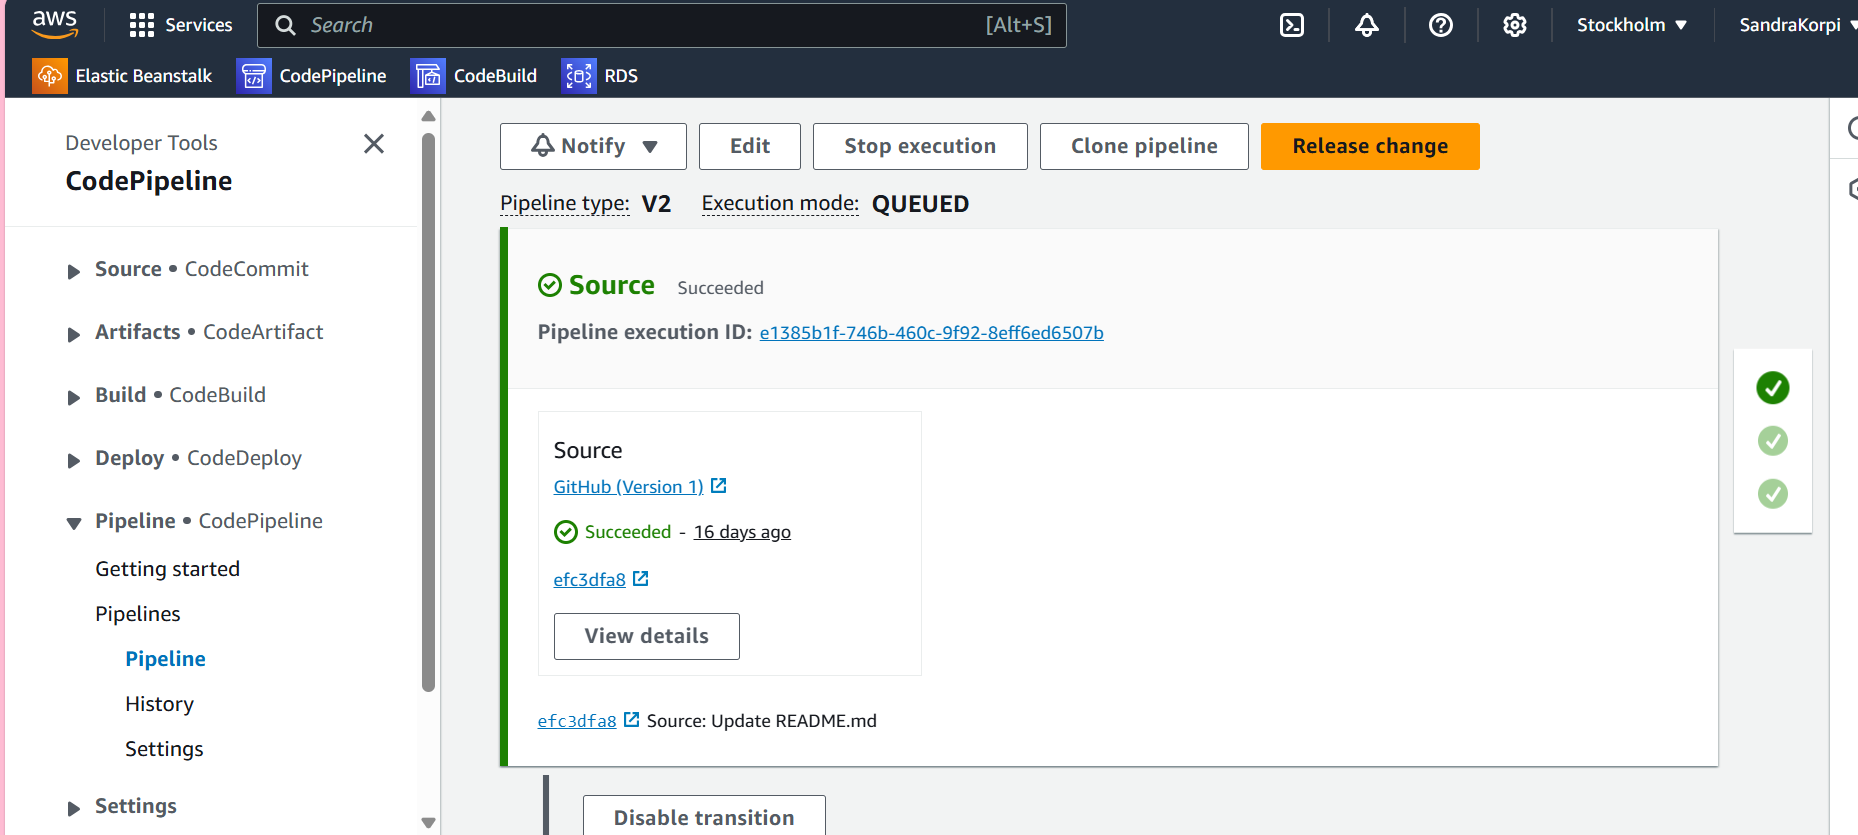 aws
Services
Search
[Alt+S]
Stockholm
SandraKorpi
Elastic Beanstalk
CodePipeline
CodeBuild
RDS
Developer Tools
CodePipeline
Source • CodeCommit
Artifacts • CodeArtifact
Build • CodeBuild
Deploy • CodeDeploy
Pipeline • CodePipeline
Getting started
Pipelines
Pipeline
History
Settings
Settings
Notify
Edit
Stop execution
Clone pipeline
Release change
Pipeline type: V2
Execution mode: QUEUED
Source Succeeded
Pipeline execution ID: e1385b1f-746b-460c-9f92-8eff6ed6507b
Source
GitHub (Version 1)
Succeeded - 16 days ago
efc3dfa8
View details
efc3dfa8 Source: Update README.md
Disable transition